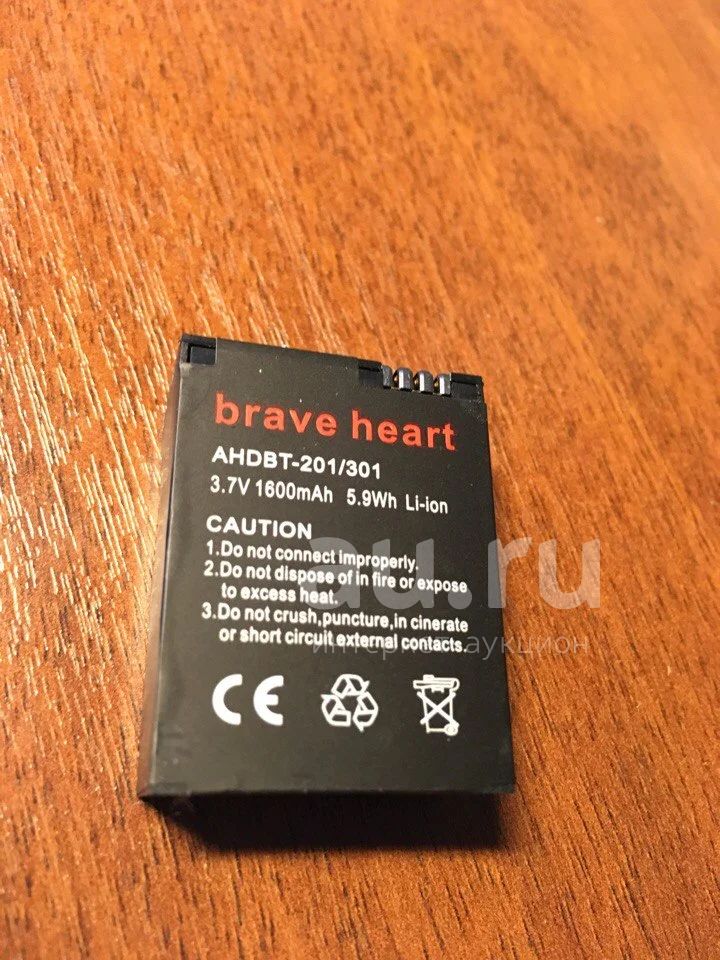 brave heart
AHDBT-201/301
3.7V 1600mAh 5.9Wh Li-ion
CAUTION
1.Do not connect improperly.
2.Do not dispose of in fire or expose
to excess heat.
3.Do not crush,puncture,in cinerate
or short circuit external contacts.
CE
au.ru
интернет аукцион